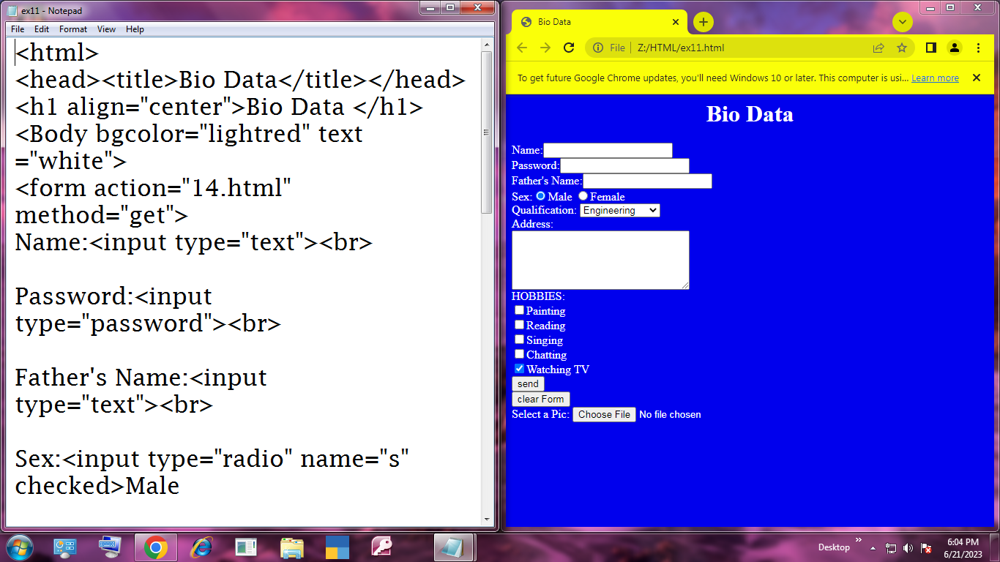 ex11 - Notepad
File Edit Format View Help
<html>
<head><title>Bio Data</title></head>
<h1 align="center">Bio Data </h1>
<Body bgcolor="lightred" text
="white">
<form action="14.html"
method="get">
Name:<input type="text"><br>
Password:<input
type="password"><br>
Father's Name:<input
type="text"><br>
Sex:<input type="radio" name="s"
checked>Male
Bio Data
File Z:/HTML/ex11.html
To get future Google Chrome updates, you'll need Windows 10 or later. This computer is usi... Learn more
Bio Data
Name:
Password:
Father's Name:
Sex: Male Female
Qualification: Engineering
Address:
HOBBIES:
Painting
Reading
Singing
Chatting
Watching TV
send
clear Form
Select a Pic: Choose File No file chosen
Desktop
6:04 PM
6/21/2023